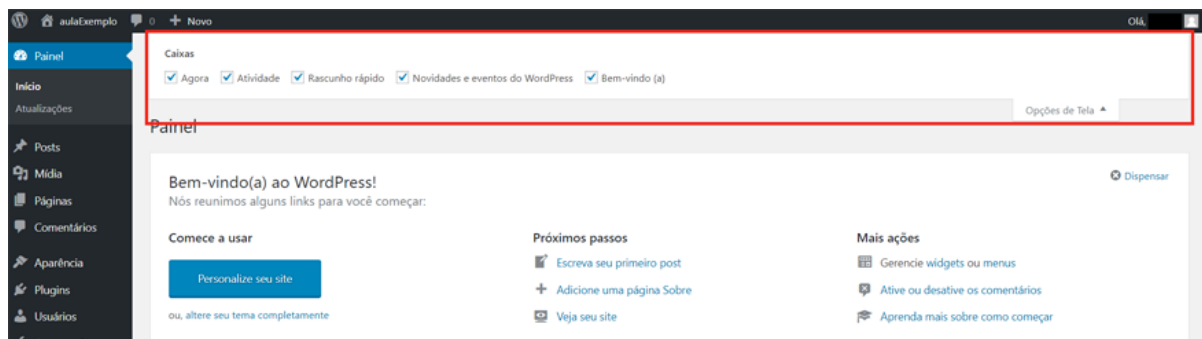 aulaExemplo 0 + Novo Olá,
Painel
Início
Atualizações
Posts
Mídia
Páginas
Comentários
Aparência
Plugins
Usuários
Caixas
Agora Atividade Rascunho rápido Novidades e eventos do WordPress Bem-vindo (a)
Opções de Tela
Painel
Bem-vindo(a) ao WordPress!
Dispensar
Nós reunimos alguns links para você começar:
Comece a usar
Personalize seu site
ou, altere seu tema completamente
Próximos passos
Escreva seu primeiro post
Adicione uma página Sobre
Veja seu site
Mais ações
Gerencie widgets ou menus
Ative ou desative os comentários
Aprenda mais sobre como começar